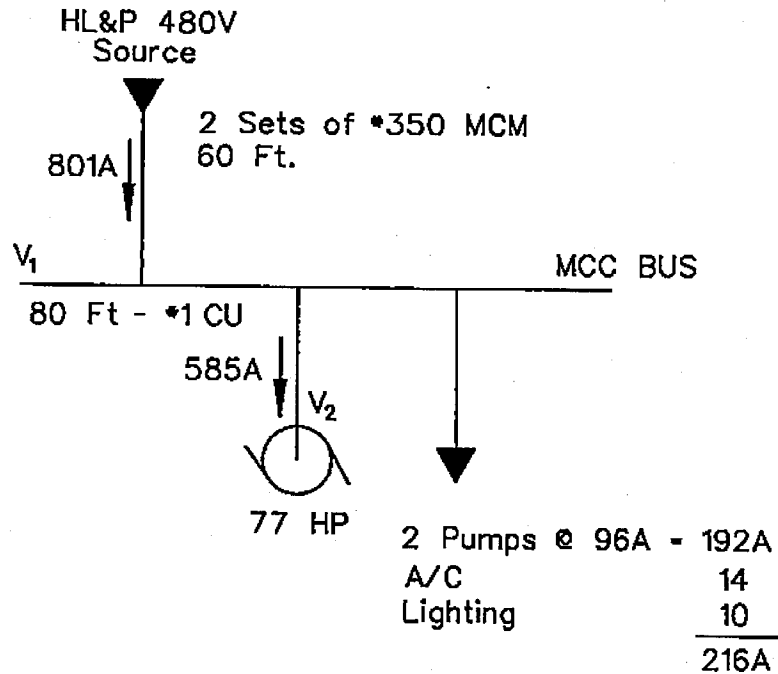 HL&P 480V
Source
2 Sets of #350 MCM
60 Ft.
801A
V₁
MCC BUS
80 Ft - #1 CU
585A
V₂
77 HP
2 Pumps @ 96A - 192A
A/C 14
Lighting 10
216A